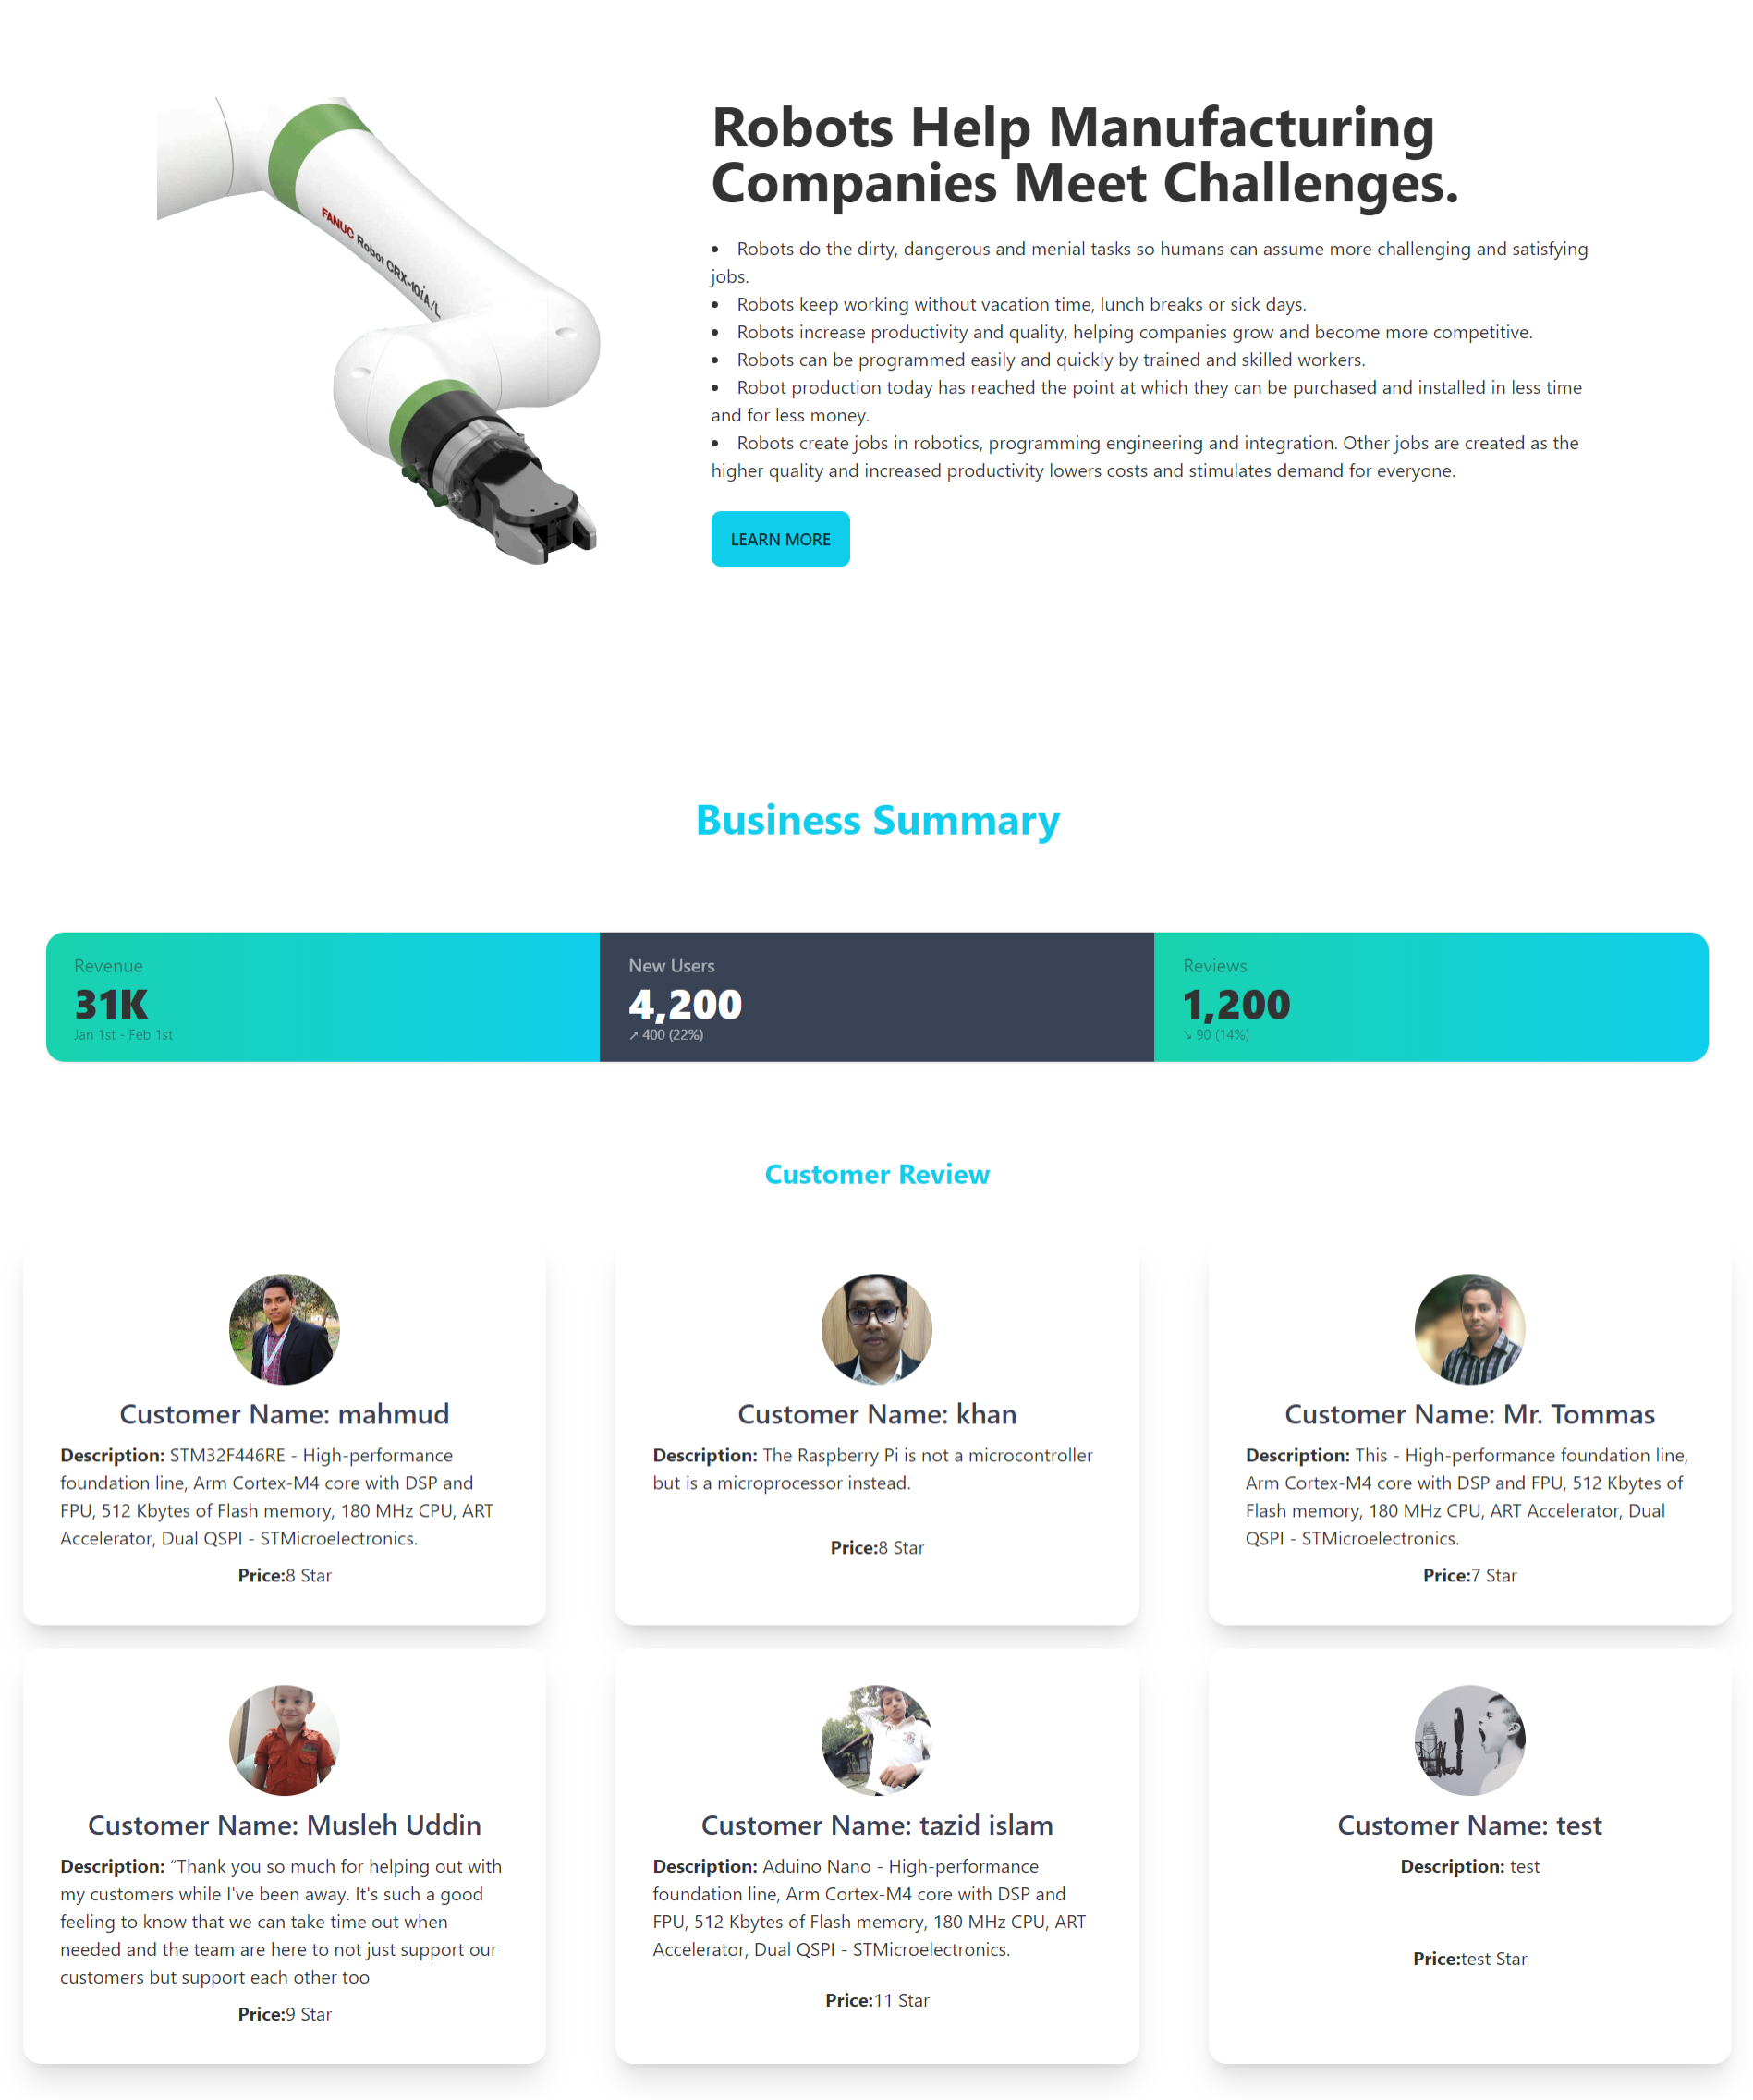 FANUC Robot CRX-10iA/L
Robots Help Manufacturing
Companies Meet Challenges.
• Robots do the dirty, dangerous and menial tasks so humans can assume more challenging and satisfying
jobs.
• Robots keep working without vacation time, lunch breaks or sick days.
• Robots increase productivity and quality, helping companies grow and become more competitive.
• Robots can be programmed easily and quickly by trained and skilled workers.
• Robot production today has reached the point at which they can be purchased and installed in less time
and for less money.
• Robots create jobs in robotics, programming engineering and integration. Other jobs are created as the
higher quality and increased productivity lowers costs and stimulates demand for everyone.
LEARN MORE
Business Summary
Revenue
31K
Jan 1st - Feb 1st
New Users
4,200
↗ 400 (22%)
Reviews
1,200
↘ 90 (14%)
Customer Review
Customer Name: mahmud
Description: STM32F446RE - High-performance
foundation line, Arm Cortex-M4 core with DSP and
FPU, 512 Kbytes of Flash memory, 180 MHz CPU, ART
Accelerator, Dual QSPI - STMicroelectronics.
Price:8 Star
Customer Name: khan
Description: The Raspberry Pi is not a microcontroller
but is a microprocessor instead.
Price:8 Star
Customer Name: Mr. Tommas
Description: This - High-performance foundation line,
Arm Cortex-M4 core with DSP and FPU, 512 Kbytes of
Flash memory, 180 MHz CPU, ART Accelerator, Dual
QSPI - STMicroelectronics.
Price:7 Star
Customer Name: Musleh Uddin
Description: “Thank you so much for helping out with
my customers while I've been away. It's such a good
feeling to know that we can take time out when
needed and the team are here to not just support our
customers but support each other too
Price:9 Star
Customer Name: tazid islam
Description: Aduino Nano - High-performance
foundation line, Arm Cortex-M4 core with DSP and
FPU, 512 Kbytes of Flash memory, 180 MHz CPU, ART
Accelerator, Dual QSPI - STMicroelectronics.
Price:11 Star
Customer Name: test
Description: test
Price:test Star